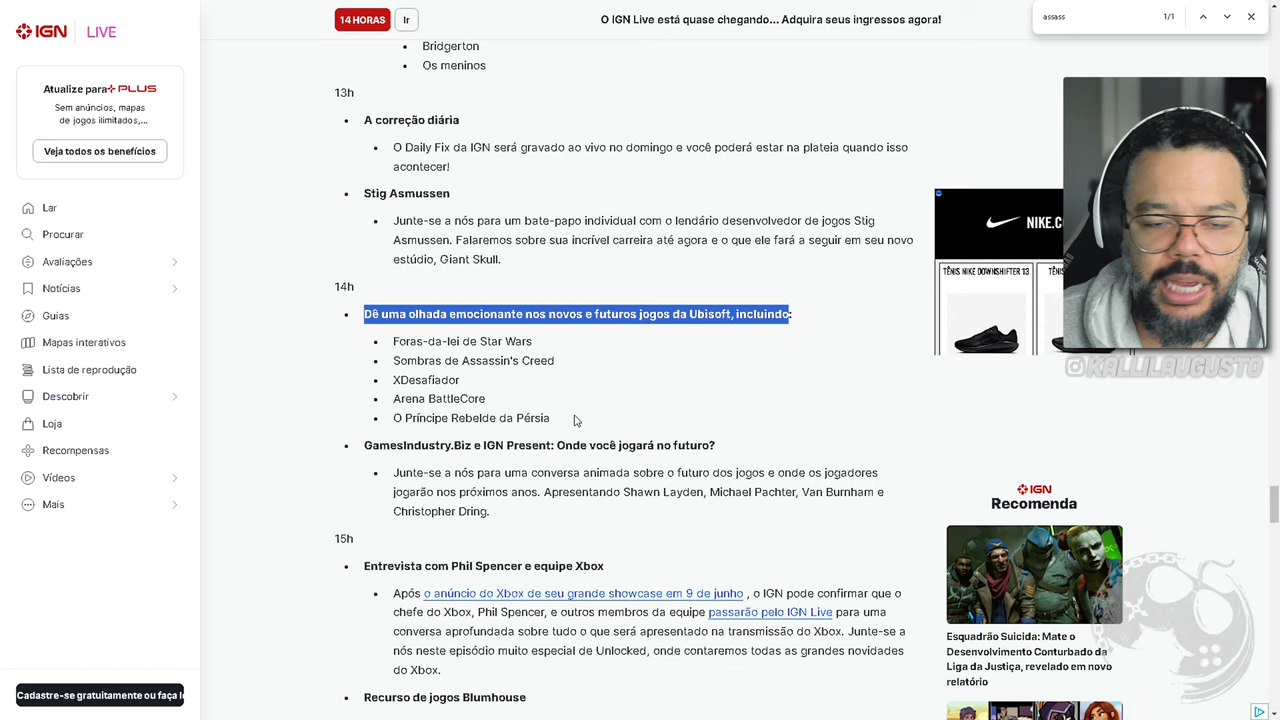 IGN LIVE
Atualize para PLUS
Sem anúncios, mapas
de jogos ilimitados,...
Veja todos os benefícios
Lar
Procurar
Avaliações
Notícias
Guias
Mapas interativos
Lista de reprodução
Descobrir
Loja
Recompensas
Vídeos
Mais
Cadastre-se gratuitamente ou faça l
14 HORAS
Ir
O IGN Live está quase chegando... Adquira seus ingressos agora!
assass
1/1
Bridgerton
Os meninos
13h
A correção diária
O Daily Fix da IGN será gravado ao vivo no domingo e você poderá estar na plateia quando isso
acontecer!
Stig Asmussen
Junte-se a nós para um bate-papo individual com o lendário desenvolvedor de jogos Stig
Asmussen. Falaremos sobre sua incrível carreira até agora e o que ele fará a seguir em seu novo
estúdio, Giant Skull.
14h
Dê uma olhada emocionante nos novos e futuros jogos da Ubisoft, incluindo:
Foras-da-lei de Star Wars
Sombras de Assassin's Creed
XDesafiador
Arena BattleCore
O Príncipe Rebelde da Pérsia
GamesIndustry.Biz e IGN Present: Onde você jogará no futuro?
Junte-se a nós para uma conversa animada sobre o futuro dos jogos e onde os jogadores
jogarão nos próximos anos. Apresentando Shawn Layden, Michael Pachter, Van Burnham e
Christopher Dring.
15h
Entrevista com Phil Spencer e equipe Xbox
Após o anúncio do Xbox de seu grande showcase em 9 de junho , o IGN pode confirmar que o
chefe do Xbox, Phil Spencer, e outros membros da equipe passarão pelo IGN Live para uma
conversa aprofundada sobre tudo o que será apresentado na transmissão do Xbox. Junte-se a
nós neste episódio muito especial de Unlocked, onde contaremos todas as grandes novidades
do Xbox.
Recurso de jogos Blumhouse
NIKE.C
TÊNIS NIKE DOWNSHIFTER 13
TÊNIS
@KALLILAUGUSTO
IGN
Recomenda
Esquadrão Suicida: Mate o
Desenvolvimento Conturbado da
Liga da Justiça, revelado em novo
relatório